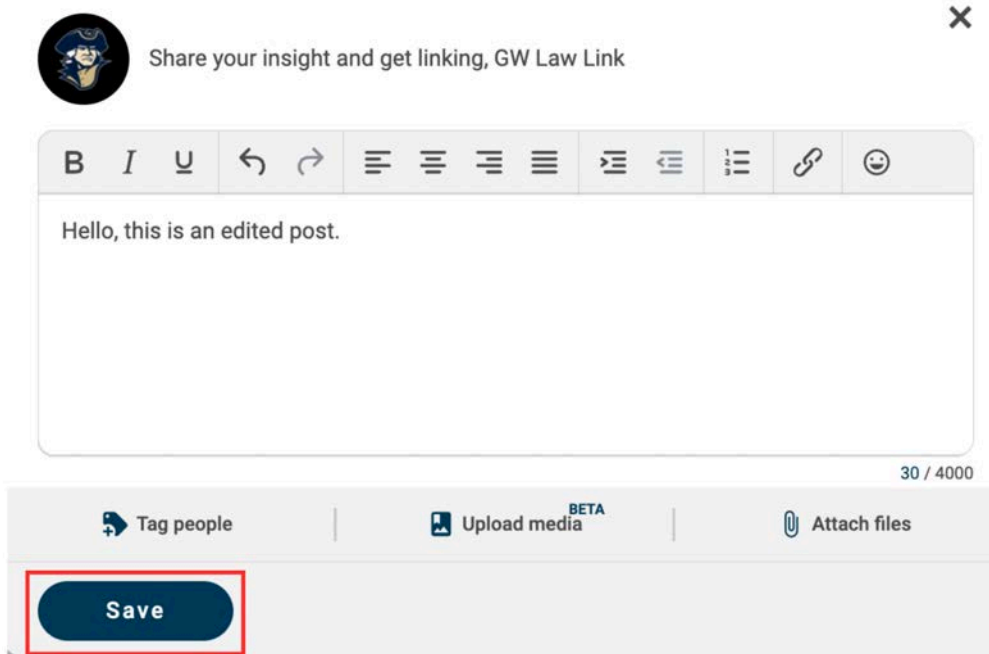 Share your insight and get linking, GW Law Link
B I U
Hello, this is an edited post.
30 / 4000
Tag people
Upload media BETA
Attach files
Save